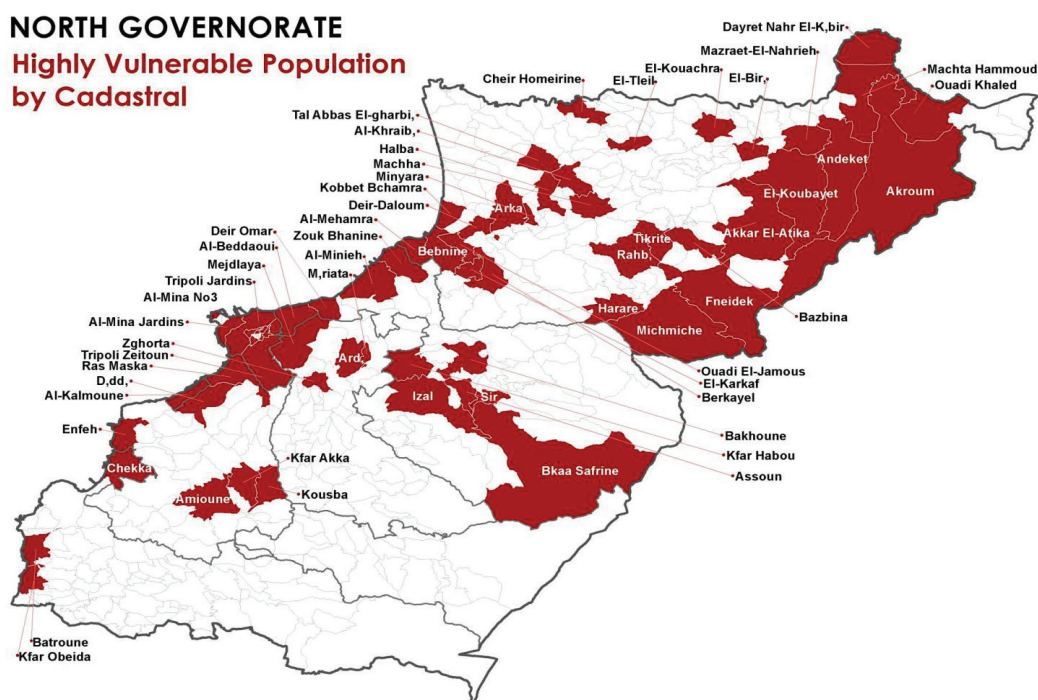 NORTH GOVERNORATE
Highly Vulnerable Population
by Cadastral
Dayret Nahr El-K,bir
Mazraet-El-Nahrieh
El-Kouachra
El-Bir,
Cheir Homeirine
El-Tleil
Machta Hammoud
Ouadi Khaled
Tal Abbas El-gharbi,
Al-Khraib,
Halba
Machha
Minyara
Kobbet Bchamra
Deir-Daloum
Al-Mehamra
Zouk Bhanine
Al-Minieh
M,riata
Deir Omar
Al-Beddaoui
Mejdlaya
Tripoli Jardins
Al-Mina No3
Al-Mina Jardins
Zghorta
Tripoli Zeitoun
Ras Maska
D,dd,
Al-Kalmoune
Enfeh
Chekka
Andeket
El-Koubayet
Akroum
Arka
Akkar El-Atika
Tikrite
Rahb,
Bebnine
Fneidek
Harare
Michmiche
Bazbina
Ard,
Ouadi El-Jamous
El-Karkaf
Berkayel
Izal
Sir
Bakhoune
Kfar Habou
Assoun
Bkaa Safrine
Kfar Akka
Kousba
Amioune
Batroune
Kfar Obeida